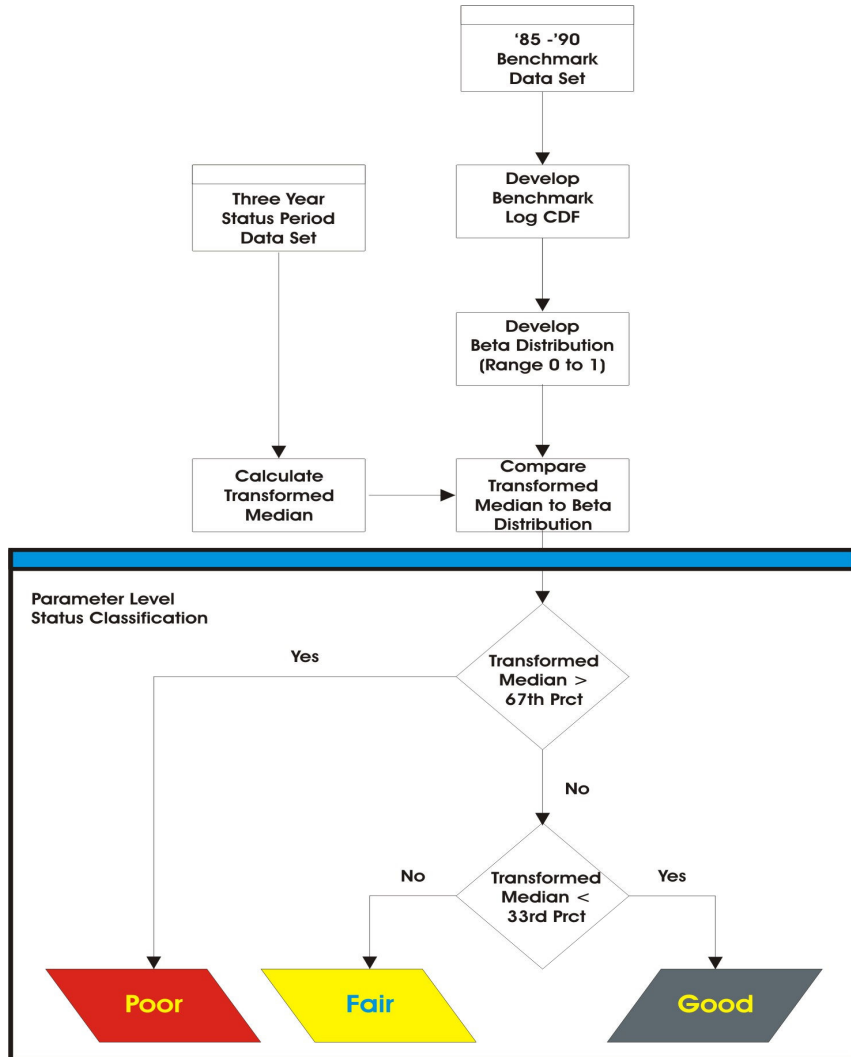 ‘85 -’90
Benchmark
Data Set
Develop
Benchmark
Log CDF
Three Year
Status Period
Data Set
Develop
Beta Distribution
(Range 0 to 1)
Calculate
Transformed
Median
Compare
Transformed
Median to Beta
Distribution
Parameter Level
Status Classification
Yes
Transformed
Median >
67th Prct
No
No
Transformed
Median <
33rd Prct
Yes
Poor
Fair
Good